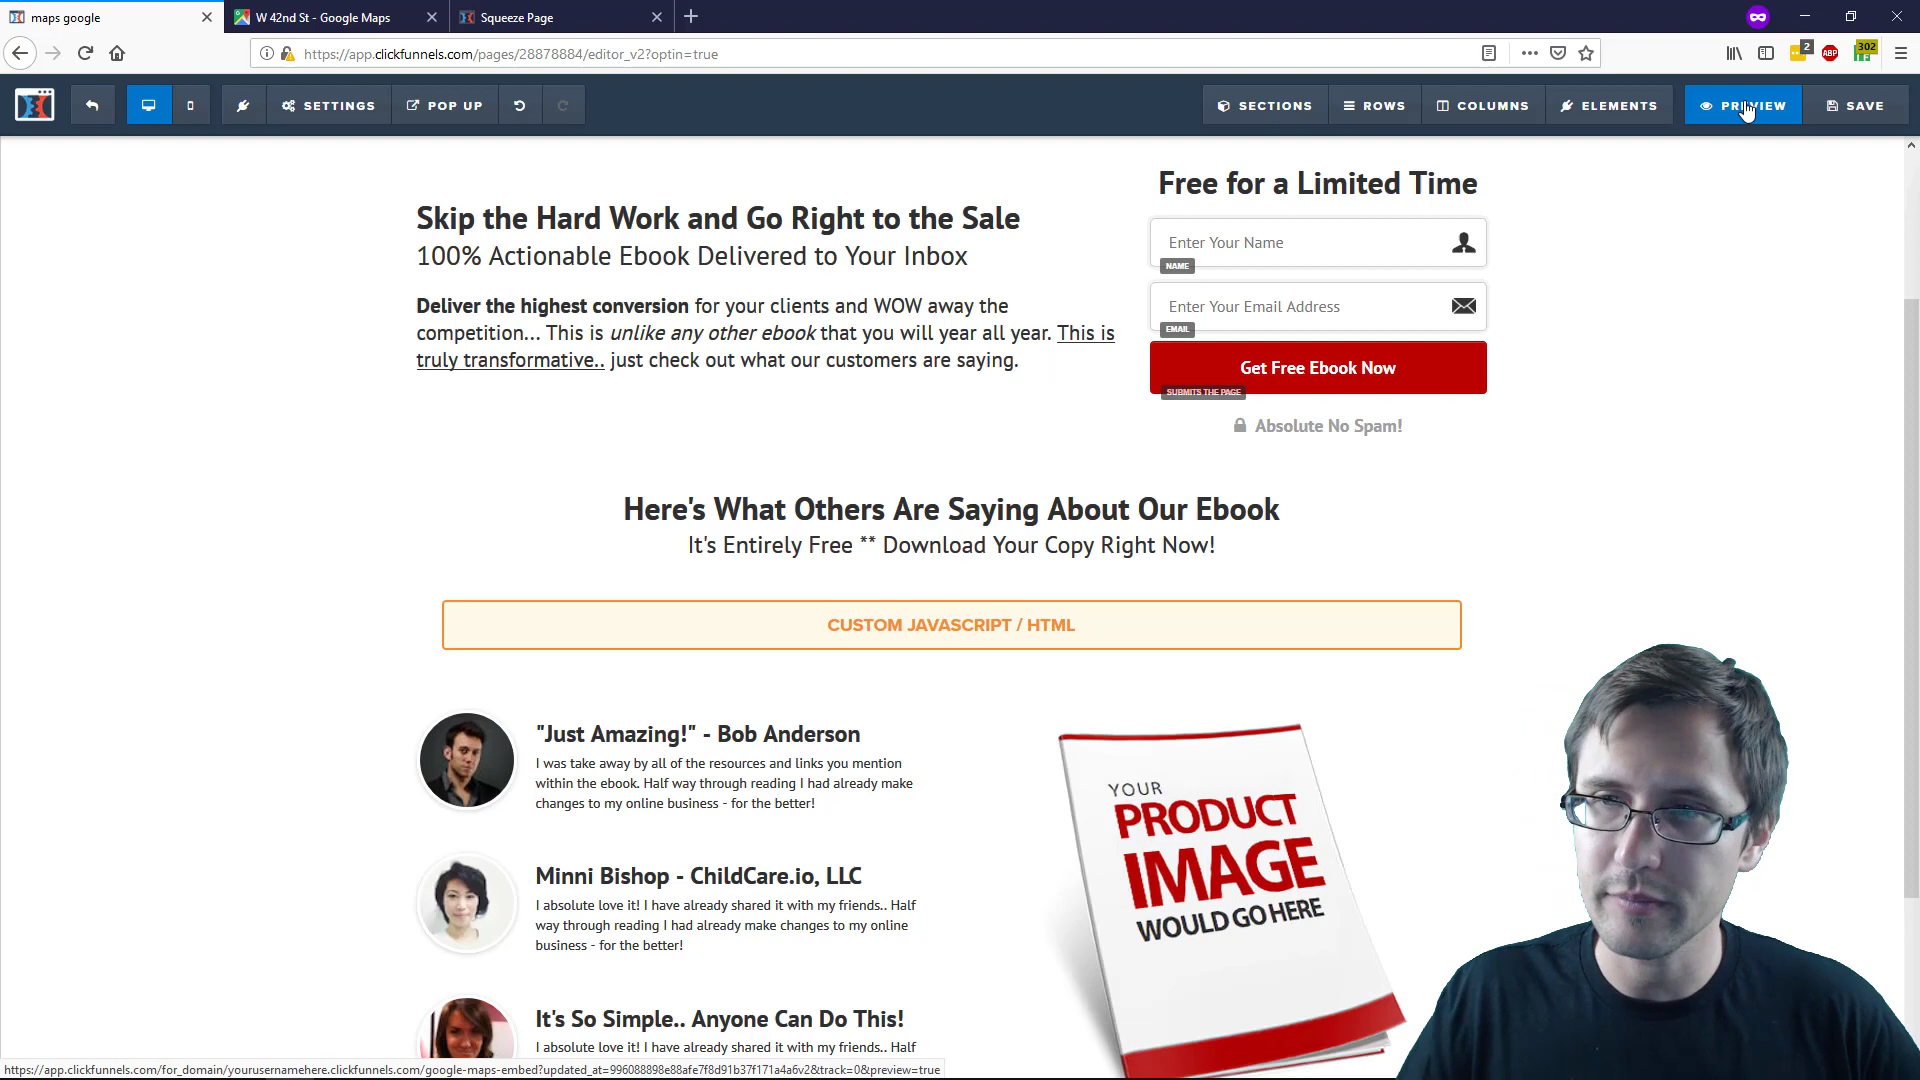 maps google
W 42nd St - Google Maps
Squeeze Page
https://app.clickfunnels.com/pages/28878884/editor_v2?optin=true
2
ABP
302
SETTINGS
POP UP
SECTIONS
ROWS
COLUMNS
ELEMENTS
PREVIEW
SAVE
Skip the Hard Work and Go Right to the Sale
100% Actionable Ebook Delivered to Your Inbox
Deliver the highest conversion for your clients and WOW away the
competition... This is unlike any other ebook that you will year all year. This is
truly transformative.. just check out what our customers are saying.
Free for a Limited Time
Enter Your Name
NAME
Enter Your Email Address
EMAIL
Get Free Ebook Now
SUBMITS THE PAGE
Absolute No Spam!
Here's What Others Are Saying About Our Ebook
It's Entirely Free ** Download Your Copy Right Now!
CUSTOM JAVASCRIPT / HTML
"Just Amazing!" - Bob Anderson
I was take away by all of the resources and links you mention
within the ebook. Half way through reading I had already make
changes to my online business - for the better!
Minni Bishop - ChildCare.io, LLC
I absolute love it! I have already shared it with my friends.. Half
way through reading I had already make changes to my online
business - for the better!
It's So Simple.. Anyone Can Do This!
I absolute love it! I have already shared it with my friends.. Half
YOUR
PRODUCT
IMAGE
WOULD GO HERE
https://app.clickfunnels.com/for_domain/yourusernamehere.clickfunnels.com/google-maps-embed?updated_at=996088898e88afe7f8d91b37f171a4a6v2&track=0&preview=true